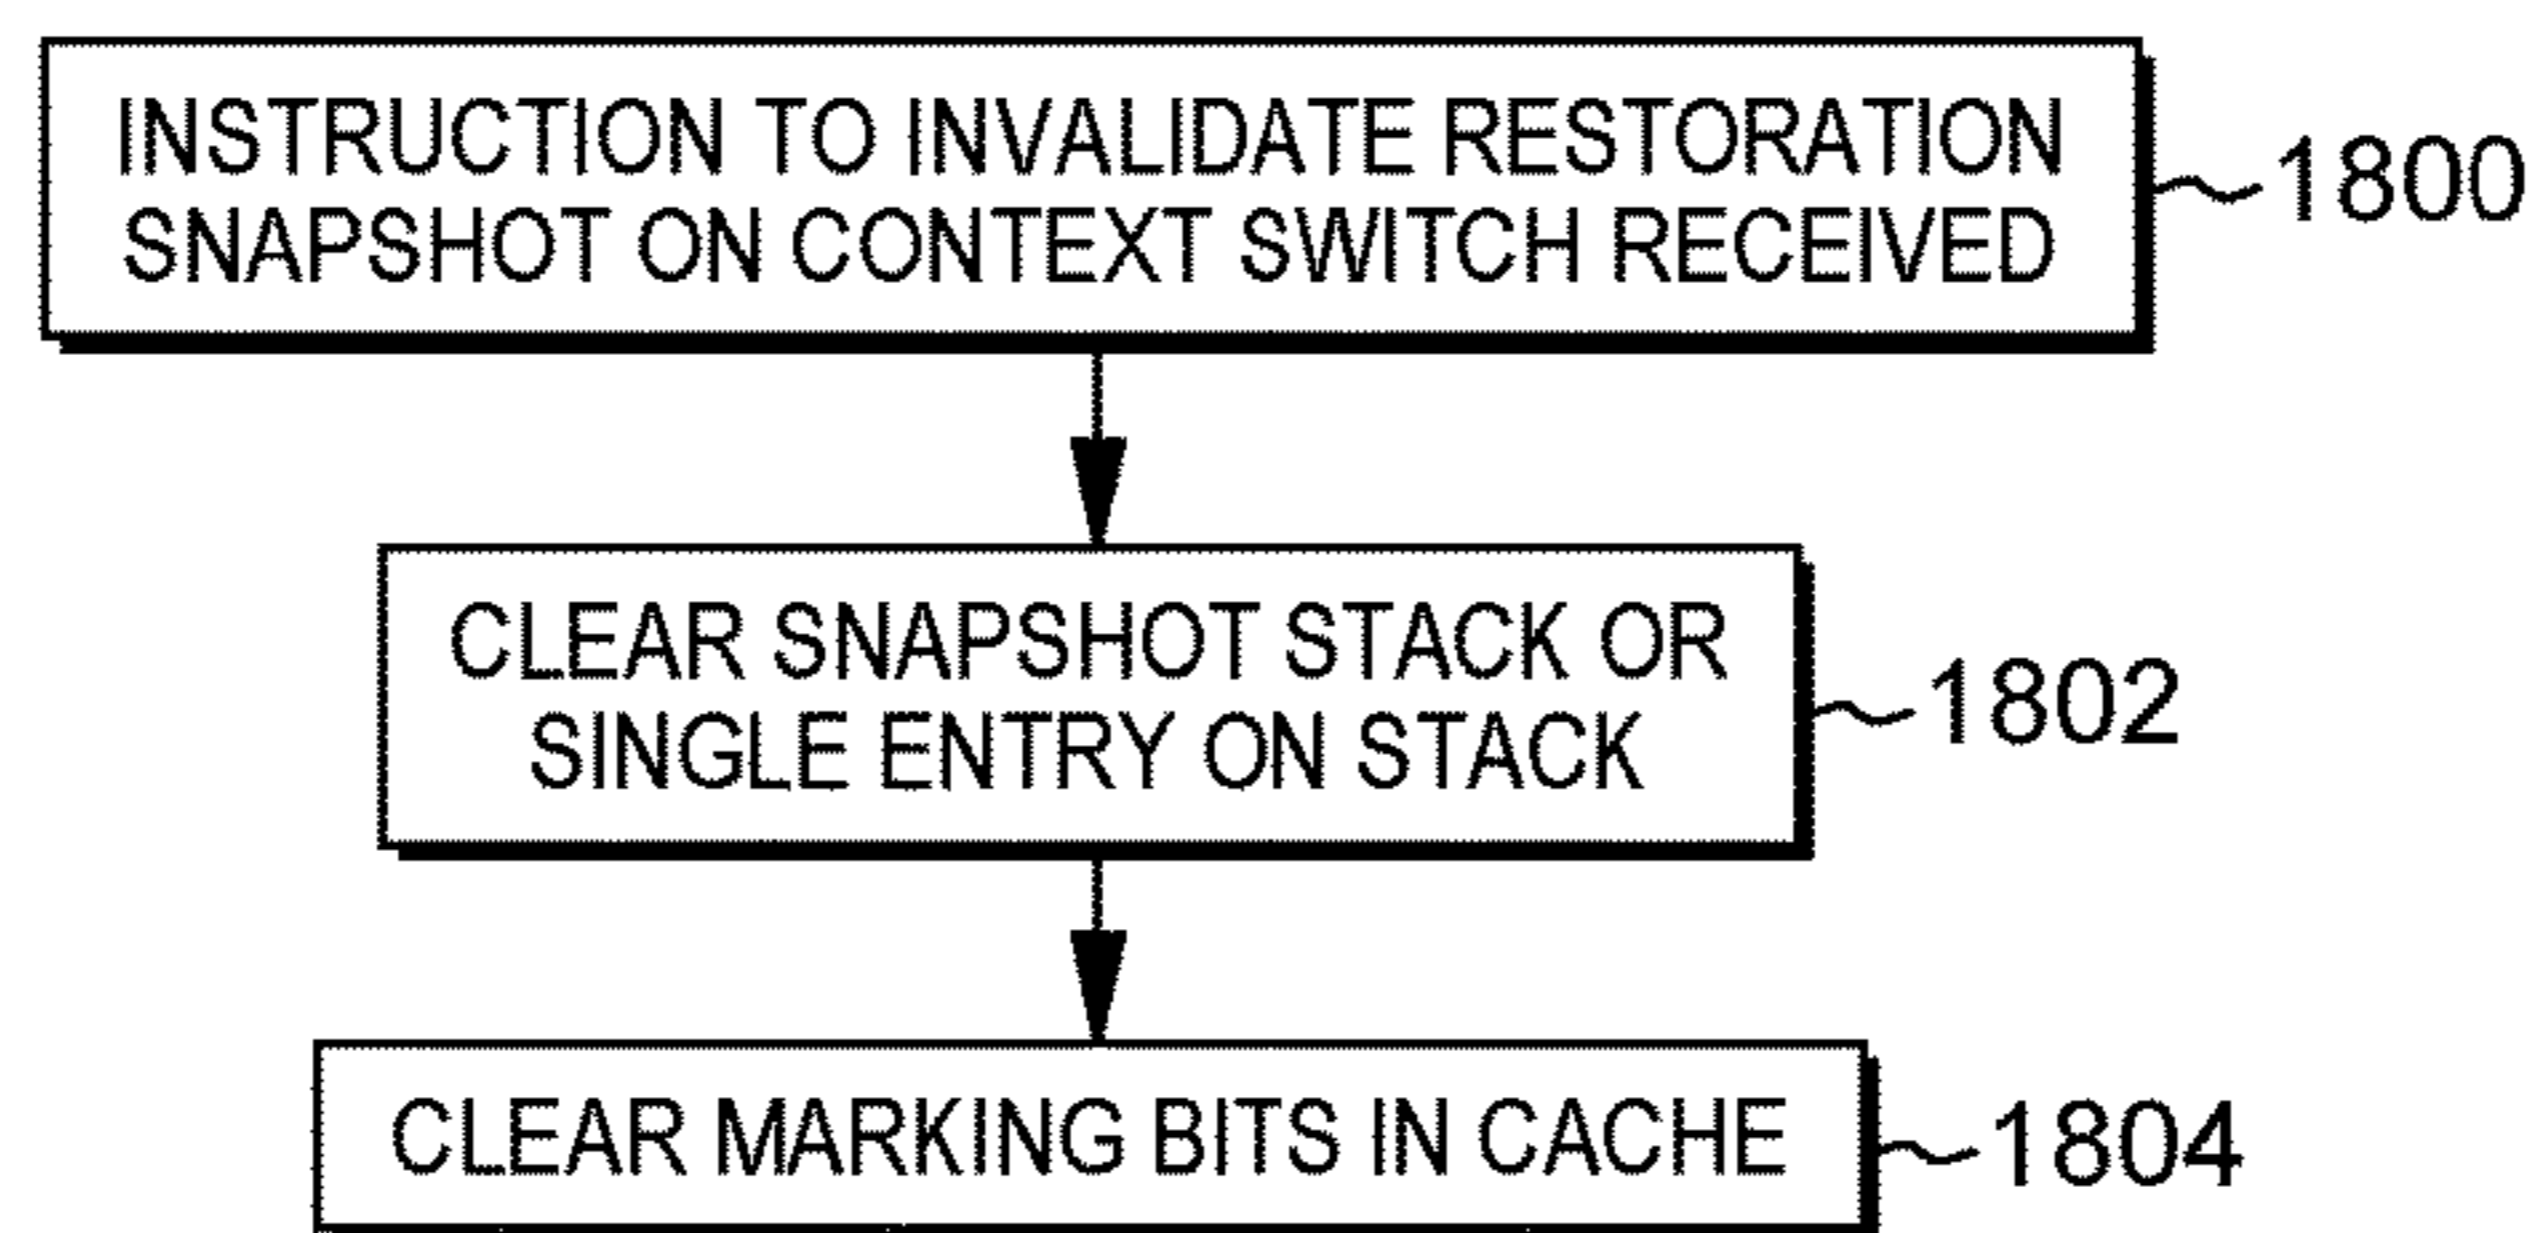 INSTRUCTION TO INVALIDATE RESTORATION
SNAPSHOT ON CONTEXT SWITCH RECEIVED
1800
CLEAR SNAPSHOT STACK OR
SINGLE ENTRY ON STACK
1802
CLEAR MARKING BITS IN CACHE
1804